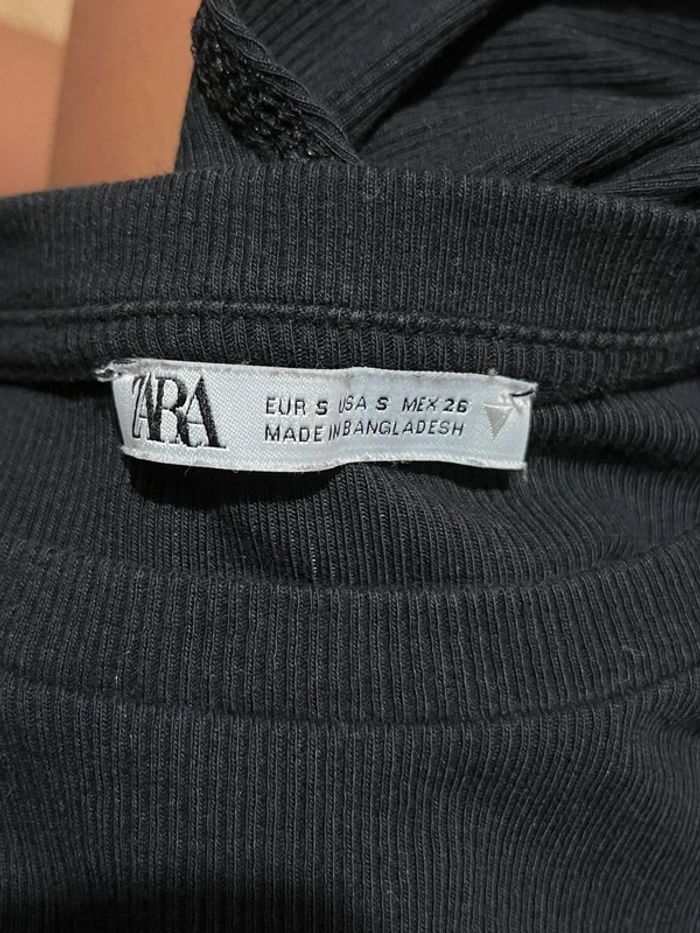 ZARA
EUR S USA S MEX 26
MADE IN BANGLADESH